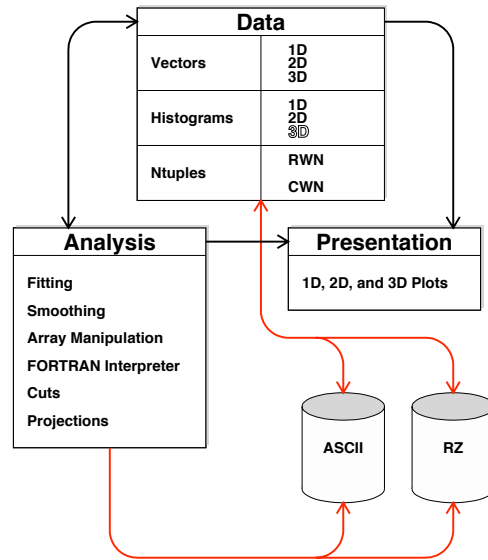 Data
Vectors
1D
2D
3D
Histograms
1D
2D
3D
Ntuples
RWN
CWN
Analysis
Fitting
Smoothing
Array Manipulation
FORTRAN Interpreter
Cuts
Projections
Presentation
1D, 2D, and 3D Plots
ASCII
RZ